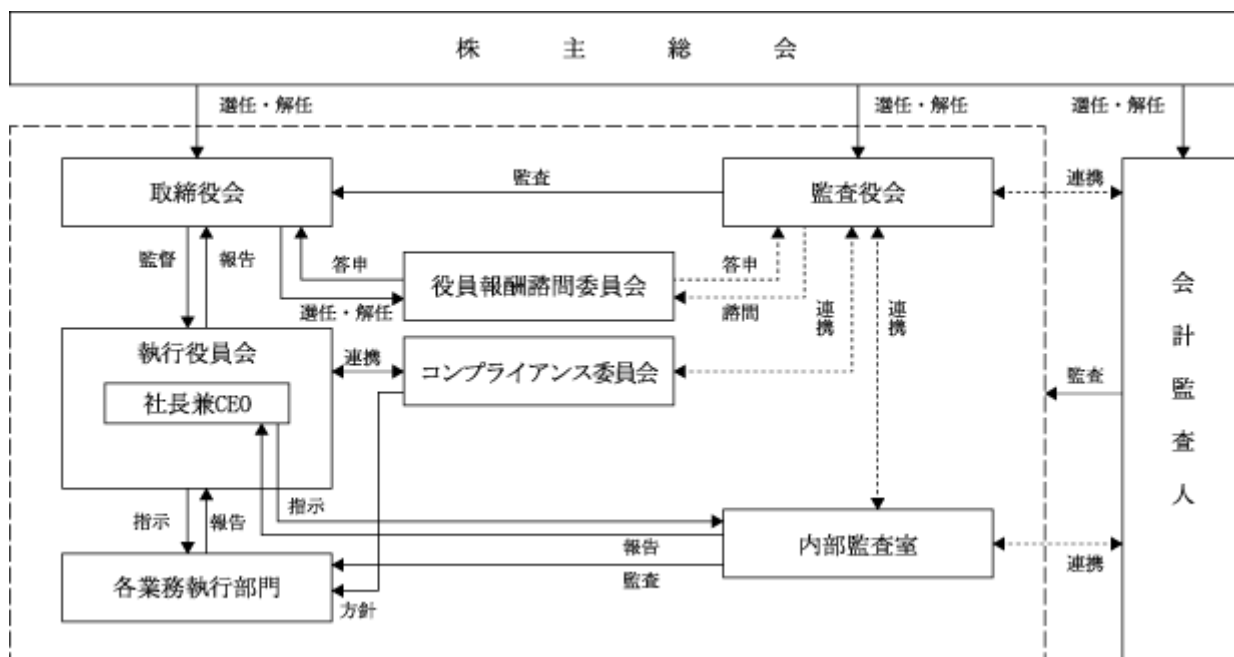 株主総会
選任・解任
選任・解任
選任・解任
取締役会
監査
監査役会
連携
監督
報告
答申
役員報酬諮問委員会
答申
選任・解任
諮問
連携
連携
執行役員会
連携
コンプライアンス委員会
社長兼CEO
監査
会計監査人
指示
報告
指示
報告
内部監査室
連携
各業務執行部門
監査
方針